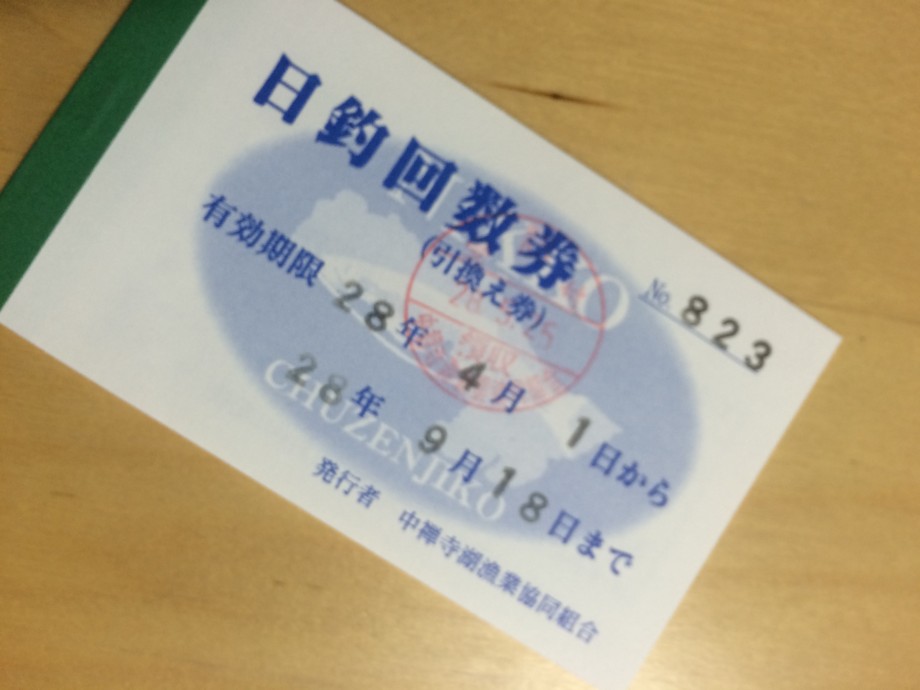 日釣回数券
(引換え券)
No. 823
有効期限 28年 4月 1日から
28年 9月18日まで
発行者 中禅寺湖漁業協同組合
NIKKO
CHUZENJIKO